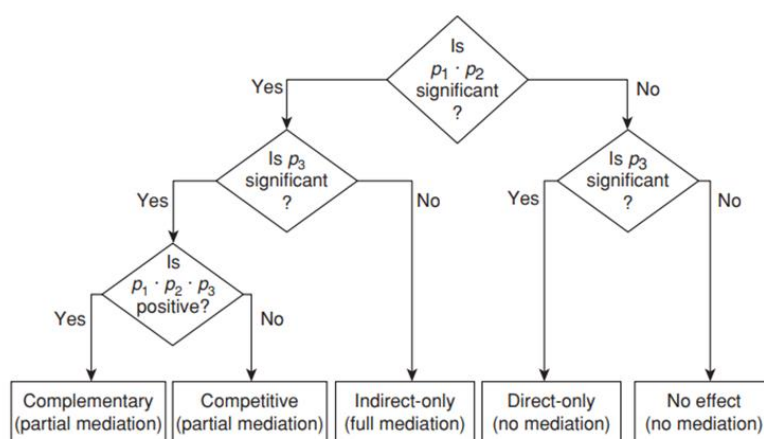 Is
p₁ · p₂
significant
?
Yes
No
Is p₃
significant
?
Is p₃
significant
?
Yes
No
Yes
No
Is
p₁ · p₂ · p₃
positive?
Yes
No
Complementary
(partial mediation)
Competitive
(partial mediation)
Indirect-only
(full mediation)
Direct-only
(no mediation)
No effect
(no mediation)